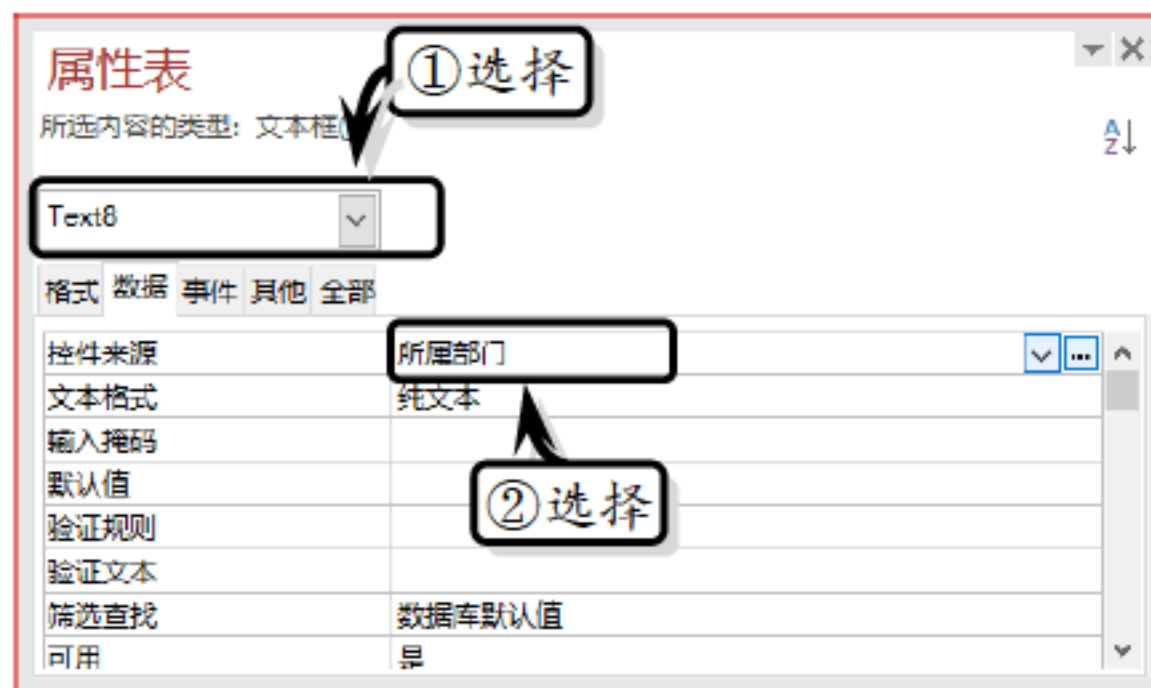 属性表
①选择
所选内容的类型: 文本框(
Text8
格式 数据 事件 其他 全部
控件来源 所属部门
文本格式 纯文本
输入掩码
默认值
②选择
验证规则
验证文本
筛选查找 数据库默认值
可用 是